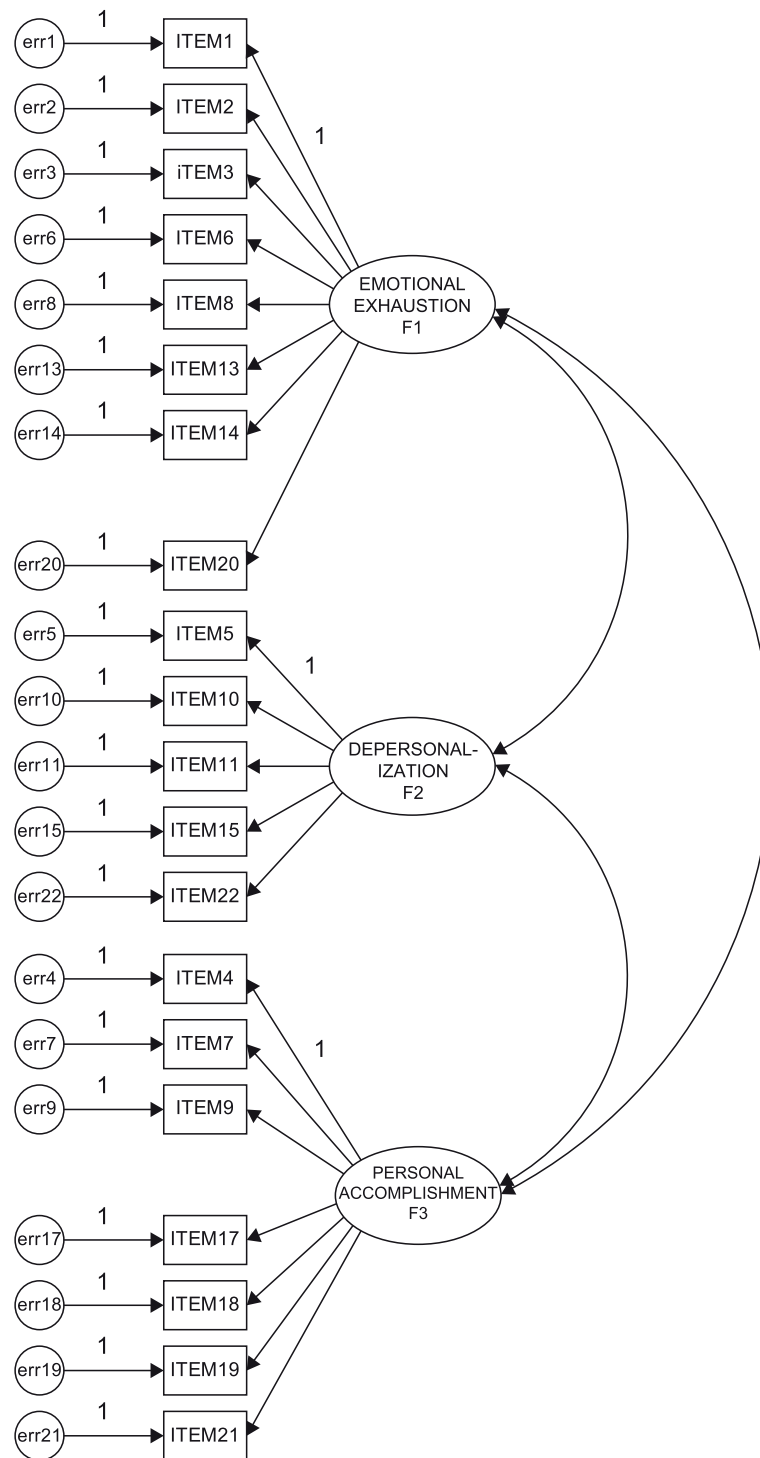 1
err1 ITEM1
1
err2 ITEM2
1
1
err3 iTEM3
1
err6 ITEM6
1
err8 ITEM8
EMOTIONAL
EXHAUSTION
F1
1
err13 ITEM13
1
err14 ITEM14
1
err20 ITEM20
1
err5 ITEM5
1
1
err10 ITEM10
1
err11 ITEM11
DEPERSONAL-
IZATION
F2
1
err15 ITEM15
1
err22 ITEM22
1
err4 ITEM4
1
err7 ITEM7
1
1
err9 ITEM9
PERSONAL
ACCOMPLISHMENT
F3
1
err17 ITEM17
1
err18 ITEM18
1
err19 ITEM19
1
err21 ITEM21